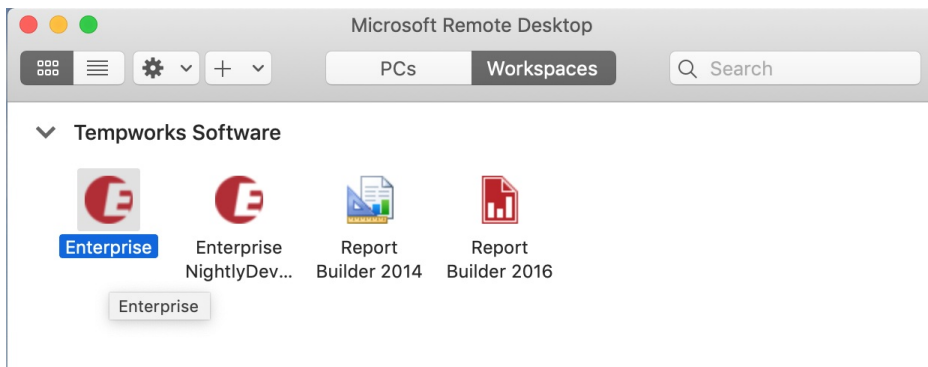 Microsoft Remote Desktop
PCs
Workspaces
Search
Tempworks Software
Enterprise
Enterprise
NightlyDev...
Report
Builder 2014
Report
Builder 2016
Enterprise